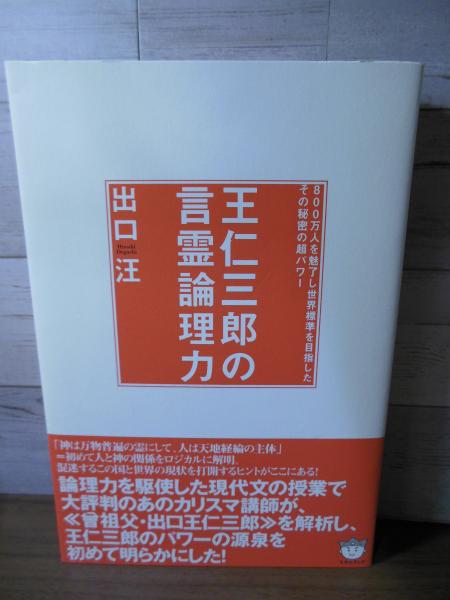 800万人を魅了し世界標準を目指した
その秘密の超パワー
王仁三郎の
言霊論理力
出口 汪
Hiroshi
Deguchi
「神は万物普遍の霊にして、人は天地経綸の主体」
=初めて人と神の関係をロジカルに解明
混迷するこの国と世界の現状を打開するヒントがここにある!
論理力を駆使した現代文の授業で
大評判のあのカリスマ講師が、
≪曾祖父・出口王仁三郎≫を解析し、
王仁三郎のパワーの源泉を
初めて明らかにした!
ヒカルランド